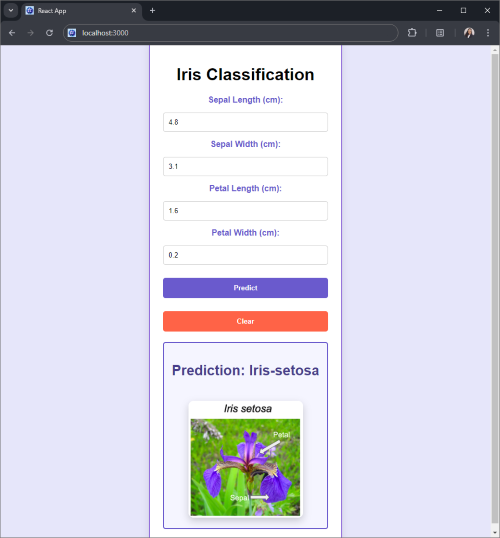 React App
localhost:3000
Iris Classification
Sepal Length (cm):
4.8
Sepal Width (cm):
3.1
Petal Length (cm):
1.6
Petal Width (cm):
0.2
Predict
Clear
Prediction: Iris-setosa
Iris setosa
Petal
Sepal